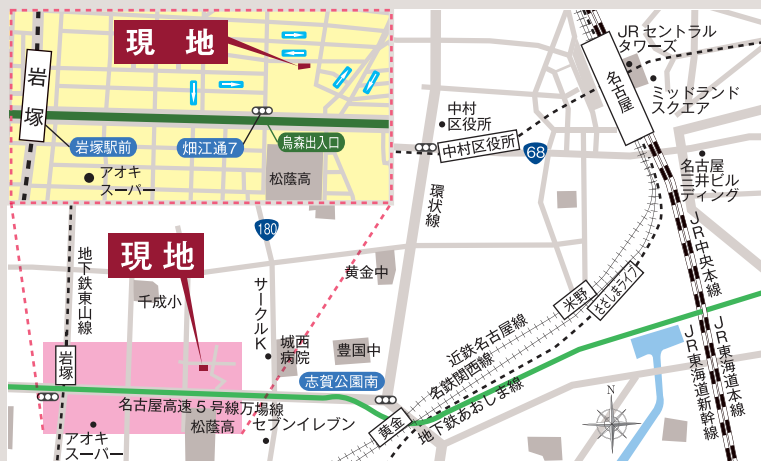 現 地
岩塚
岩塚駅前
畑江通7
烏森出入口
アオキ
スーパー
松蔭高
JRセントラル
タワーズ
名古屋
ミッドランド
スクエア
中村
区役所
中村区役所
68
名古屋
三井ビル
ディング
環状線
JR中央本線
180
現 地
地下鉄東山線
千成小
サークルK
黄金中
米野
ささしまライブ
近鉄名古屋線
名鉄関西線
城西
病院
豊国中
岩塚
志賀公園南
名古屋高速5号線万場線
アオキ
スーパー
松蔭高
セブンイレブン
黄金
地下鉄あおしま線
N
JR東海道新幹線
JR東海道本線